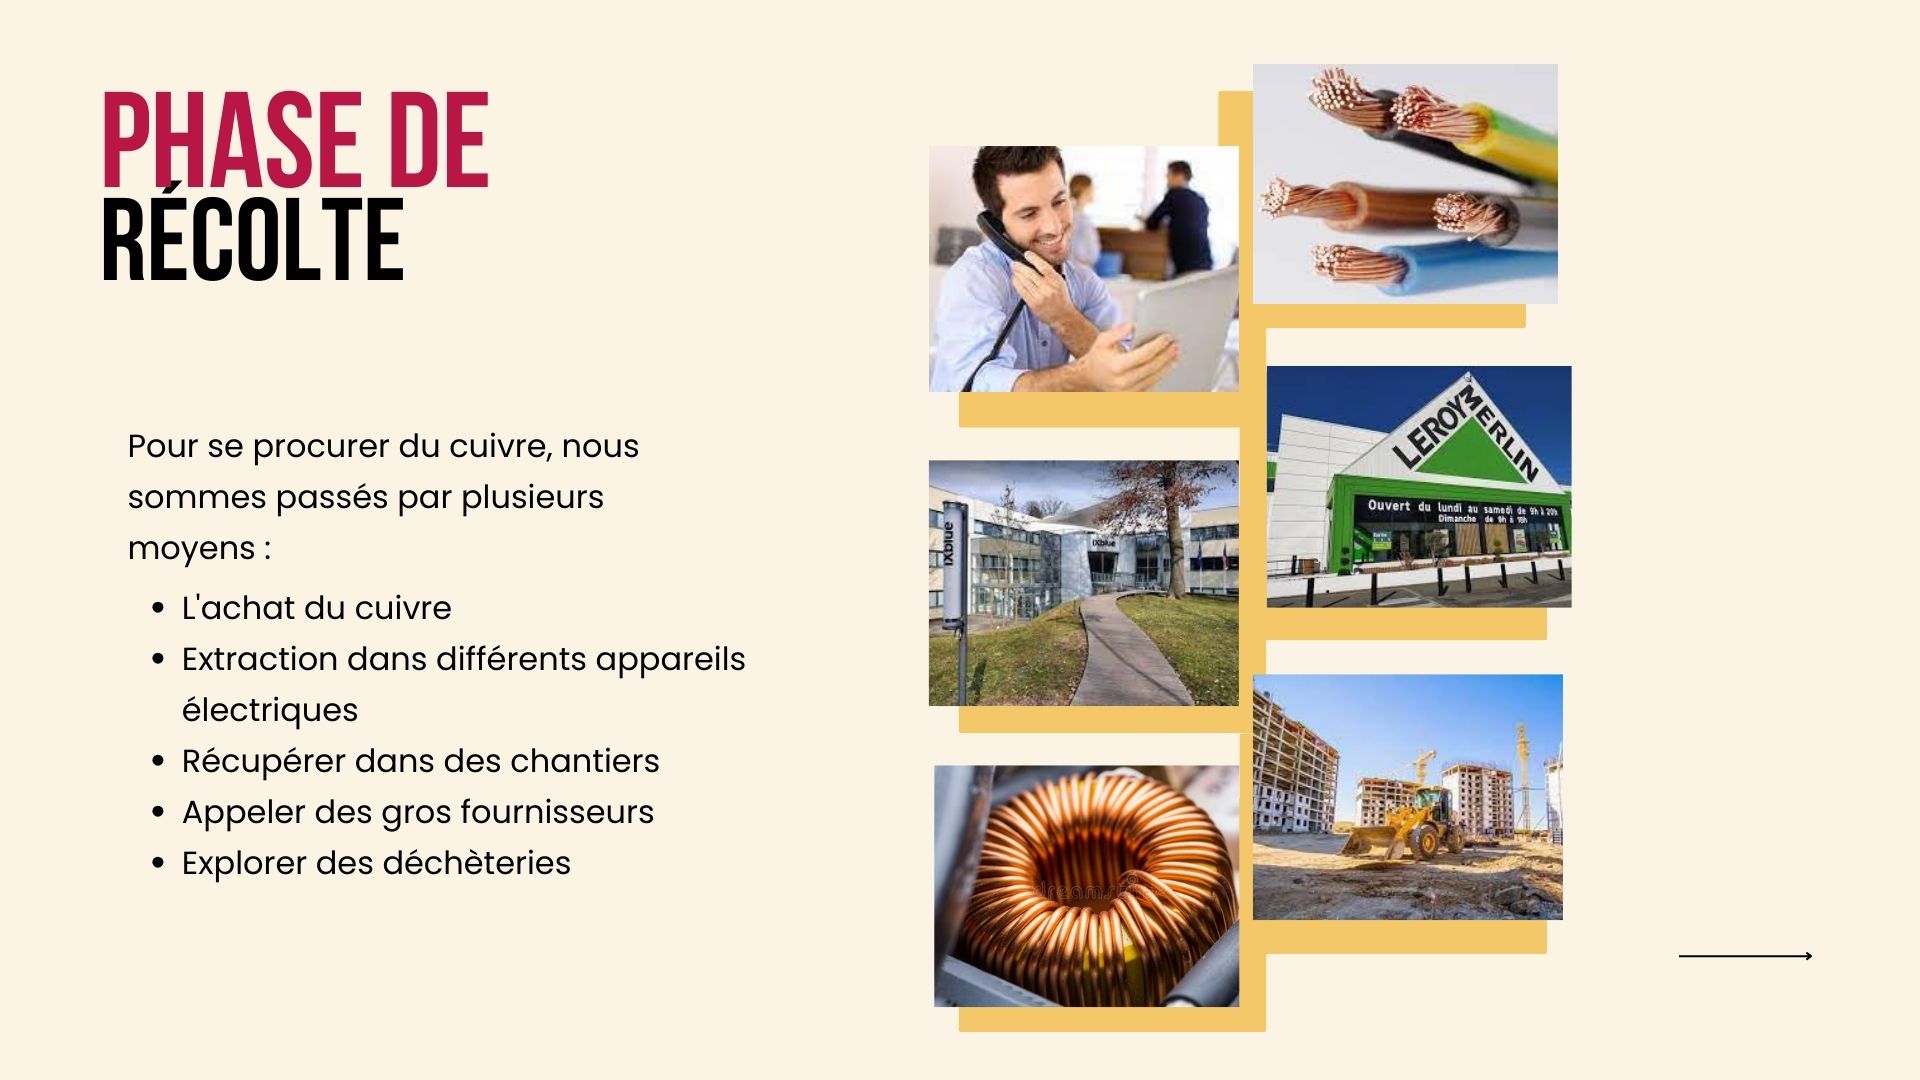 PHASE DE
RÉCOLTE
Pour se procurer du cuivre, nous
sommes passés par plusieurs
moyens :
• L'achat du cuivre
• Extraction dans différents appareils
électriques
• Récupérer dans des chantiers
• Appeler des gros fournisseurs
• Explorer des déchèteries
LEROY MERLIN
Ouvert du lundi au samedi de 9h à 20h
Dimanche de 9h à 18h
iXblue
iXblue